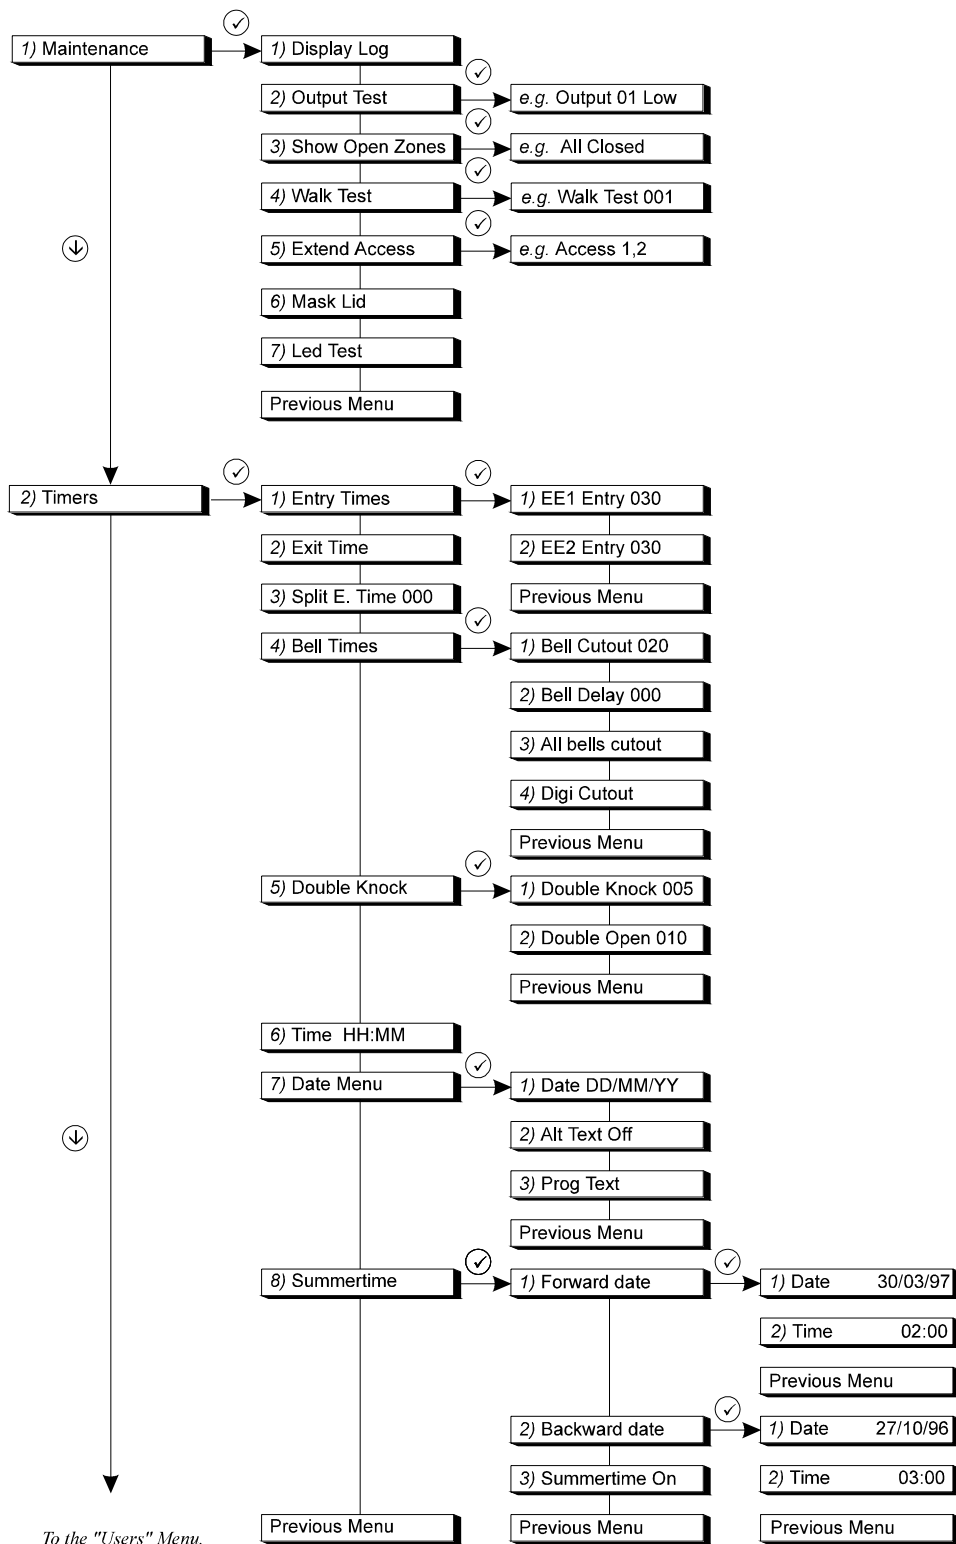 1) Maintenance
1) Display Log
2) Output Test
e.g. Output 01 Low
3) Show Open Zones
e.g. All Closed
4) Walk Test
e.g. Walk Test 001
5) Extend Access
e.g. Access 1,2
6) Mask Lid
7) Led Test
Previous Menu
2) Timers
1) Entry Times
1) EE1 Entry 030
2) Exit Time
2) EE2 Entry 030
3) Split E. Time 000
Previous Menu
4) Bell Times
1) Bell Cutout 020
2) Bell Delay 000
3) All bells cutout
4) Digi Cutout
Previous Menu
5) Double Knock
1) Double Knock 005
2) Double Open 010
Previous Menu
6) Time HH:MM
7) Date Menu
1) Date DD/MM/YY
2) Alt Text Off
3) Prog Text
Previous Menu
8) Summertime
1) Forward date
1) Date 30/03/97
2) Time 02:00
Previous Menu
2) Backward date
1) Date 27/10/96
3) Summertime On
2) Time 03:00
Previous Menu
Previous Menu
Previous Menu
To the "Users" Menu.